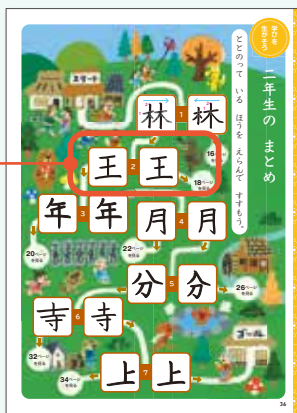 学びを
生かそう
二年生の まとめ
ととのって いる ほうを えらんで すすもう。
スタート
林 1 林
16ページ
を見る
18ページ
を見る
王 2 王
年 3 年
月 4 月
20ページ
を見る
22ページ
を見る
分 5 分
26ページ
を見る
寺 6 寺
ゴール
32ページ
を見る
34ページ
を見る
上 7 上
36